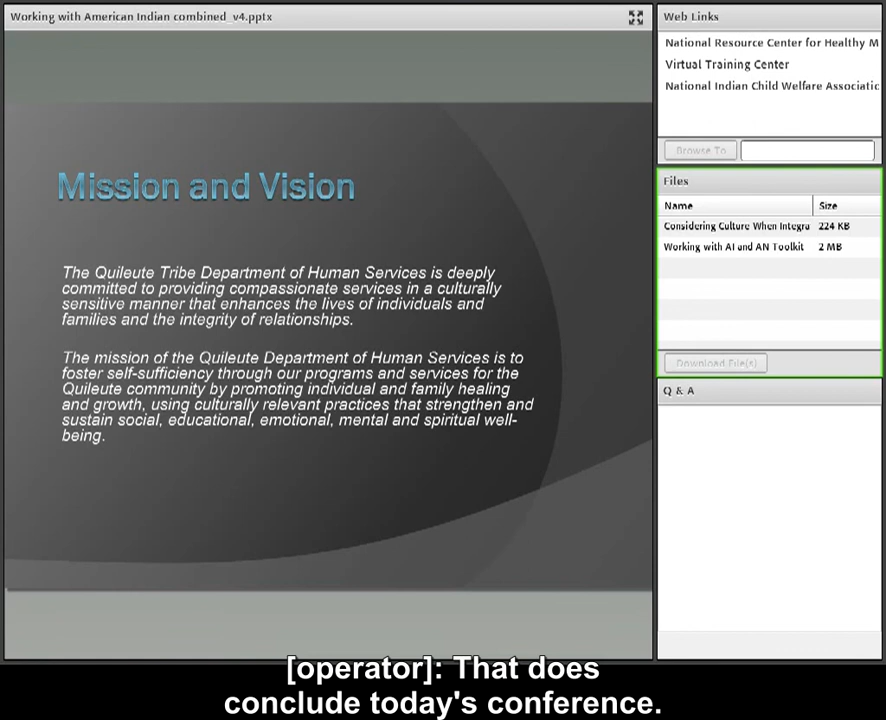 Working with American Indian combined_v4.pptx
Mission and Vision
The Quileute Tribe Department of Human Services is deeply
committed to providing compassionate services in a culturally
sensitive manner that enhances the lives of individuals and
families and the integrity of relationships.
The mission of the Quileute Department of Human Services is to
foster self-sufficiency through our programs and services for the
Quileute community by promoting individual and family healing
and growth, using culturally relevant practices that strengthen and
sustain social, educational, emotional, mental and spiritual well-
being.
Web Links
National Resource Center for Healthy M
Virtual Training Center
National Indian Child Welfare Associatic
Browse To
Files
Name Size
Considering Culture When Integra 224 KB
Working with AI and AN Toolkit 2 MB
Download File(s)
Q & A
[operator]: That does
conclude today's conference.